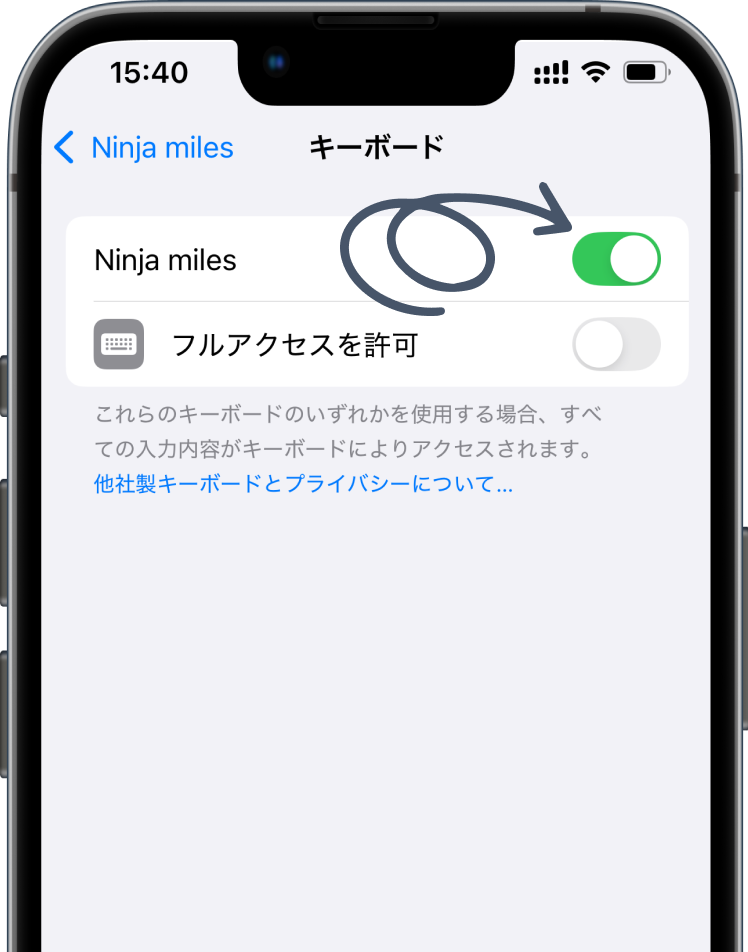 15:40
Ninja miles
キーボード
Ninja miles
フルアクセスを許可
これらのキーボードのいずれかを使用する場合、すべ
ての入力内容がキーボードによりアクセスされます。
他社製キーボードとプライバシーについて...